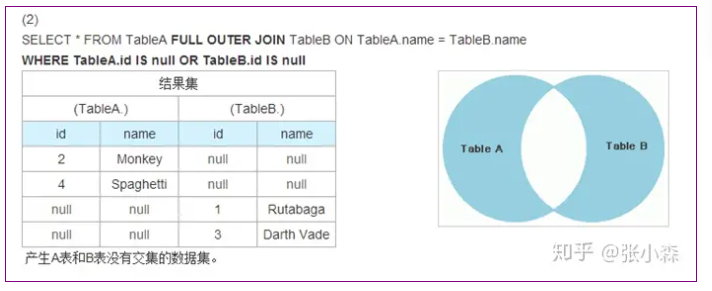 (2)
SELECT * FROM TableA FULL OUTER JOIN TableB ON TableA.name = TableB.name
WHERE TableA.id IS null OR TableB.id IS null
结果集
(TableA.) (TableB.)
id name id name
2 Monkey null null
4 Spaghetti null null
null null 1 Rutabaga
null null 3 Darth Vade
产生A表和B表没有交集的数据集。
Table A Table B
知乎 @张小森